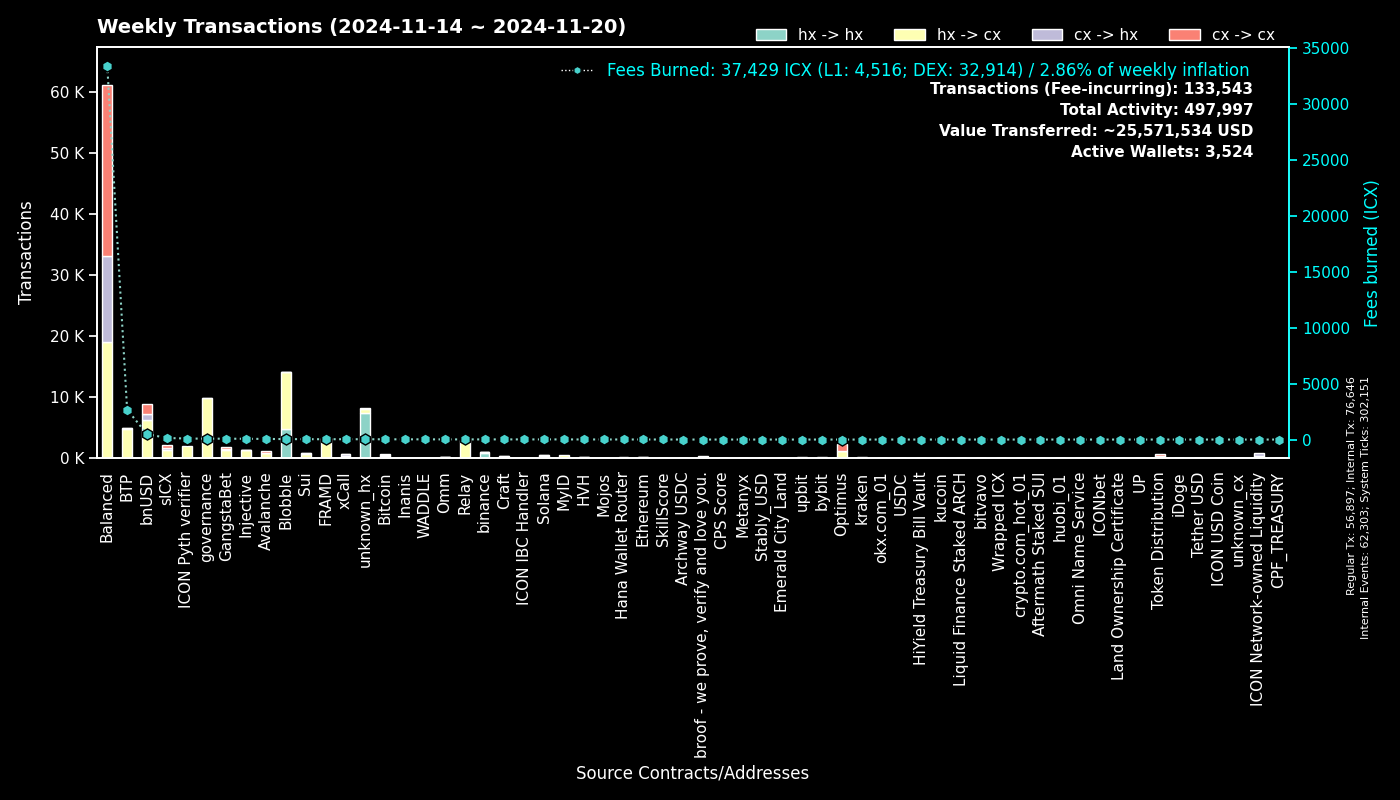 Weekly Transactions (2024-11-14 ~ 2024-11-20)
hx -> hx
hx -> cx
cx -> hx
cx -> cx
Fees Burned: 37,429 ICX (L1: 4,516; DEX: 32,914) / 2.86% of weekly inflation
Transactions (Fee-incurring): 133,543
Total Activity: 497,997
Value Transferred: ~25,571,534 USD
Active Wallets: 3,524
Transactions
60 K
50 K
40 K
30 K
20 K
10 K
0 K
35000
30000
25000
20000
15000
10000
5000
0
Fees burned (ICX)
Regular Tx: 56,897; Internal Tx: 76,646
Internal Events: 62,303; System Ticks: 302,151
Balanced
BTP
bnUSD
sICX
ICON Pyth verifier
governance
GangstaBet
Injective
Avalanche
Blobble
Sui
FRAMD
xCall
unknown_hx
Bitcoin
Inanis
WADDLE
Omm
Relay
binance
Craft
ICON IBC Handler
Solana
MyID
HVH
Mojos
Hana Wallet Router
Ethereum
SkillScore
Archway USDC
broof - we prove, verify and love you.
CPS Score
Metanyx
Stably_USD
Emerald City Land
upbit
bybit
Optimus
kraken
okx.com_01
USDC
HiYield Treasury Bill Vault
kucoin
Liquid Finance Staked ARCH
bitvavo
Wrapped ICX
crypto.com_hot_01
Aftermath Staked SUI
huobi_01
Omni Name Service
ICONbet
Land Ownership Certificate
UP
Token Distribution
iDoge
Tether USD
ICON USD Coin
unknown_cx
ICON Network-owned Liquidity
CPF_TREASURY
Source Contracts/Addresses